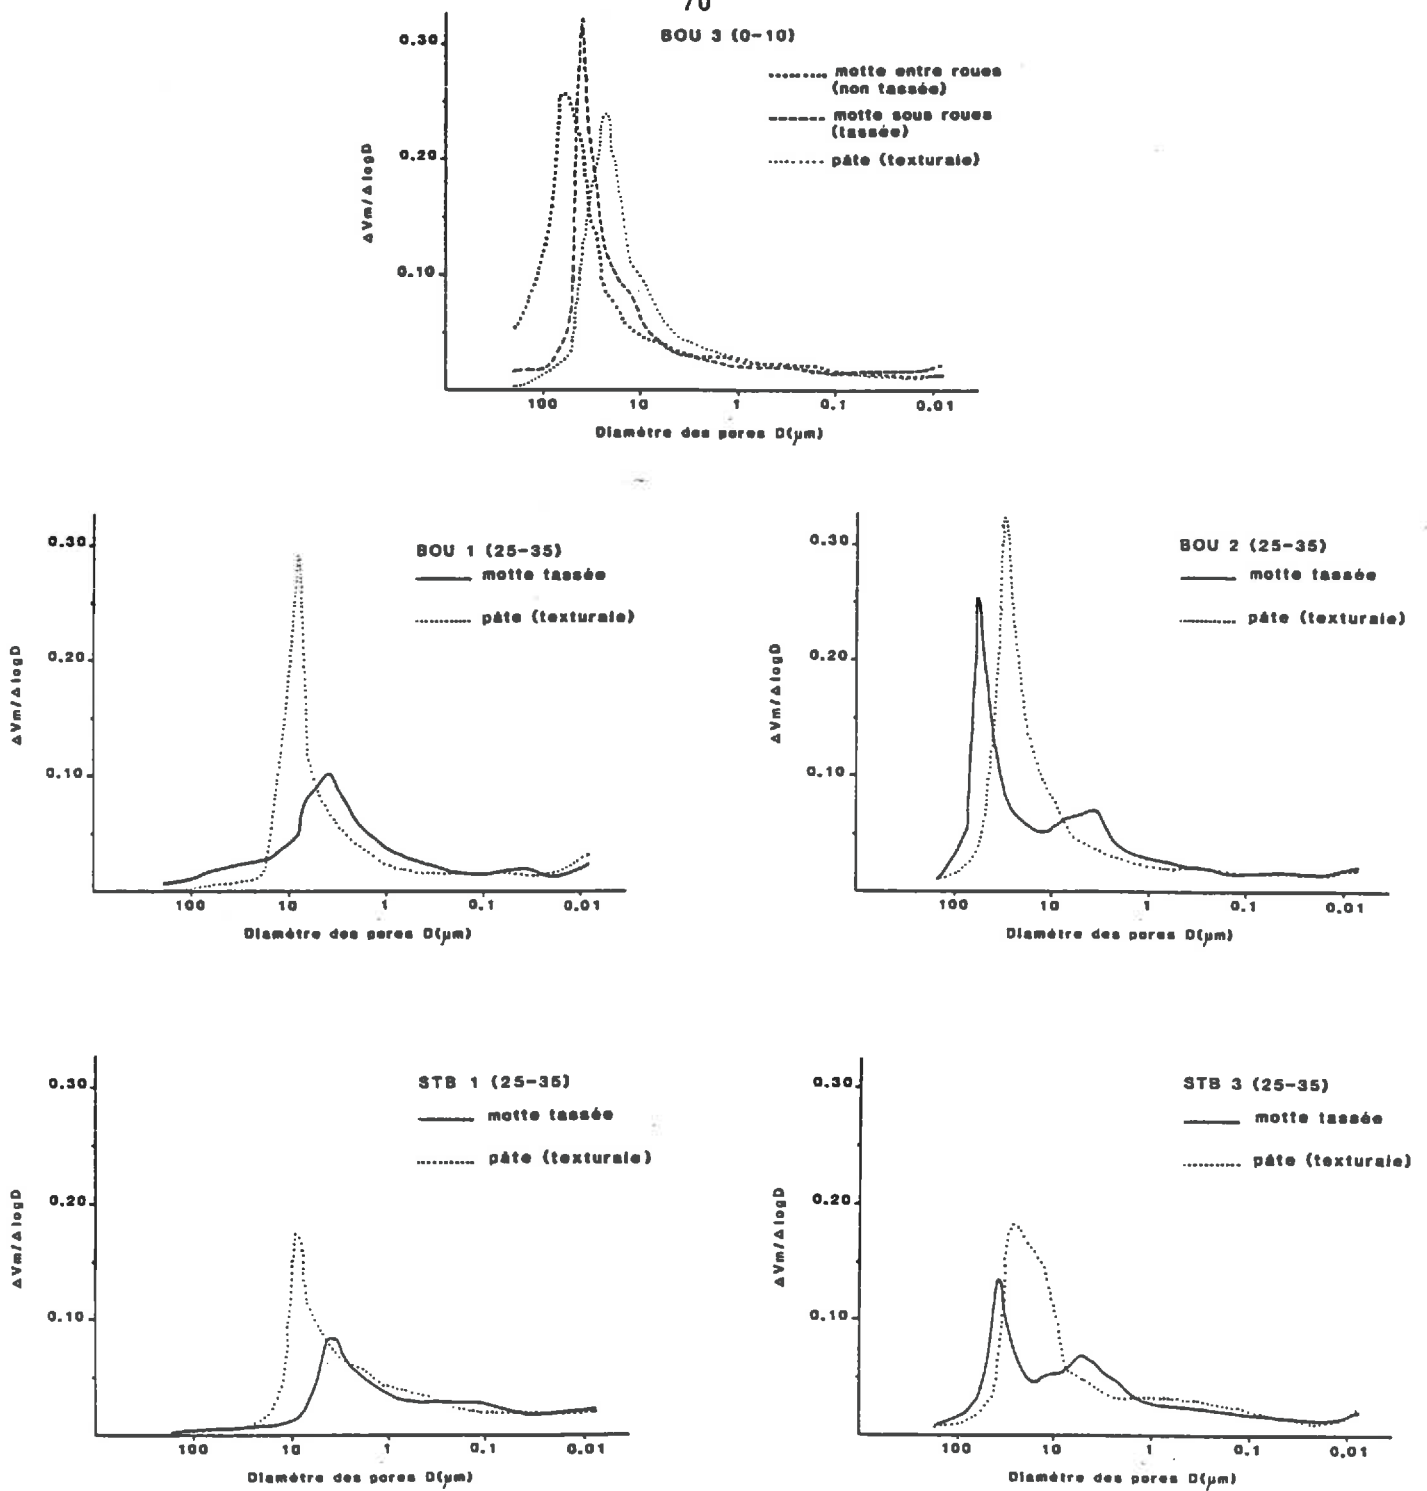 70
BOU 3 (0-10)
motte entre roues
(non tassée)
motte sous roues
(tassée)
pâte (texturale)
ΔVm/ΔlogD
0.30
0.20
0.10
100 10 1 0.1 0.01
Diamètre des pores D(μm)
BOU 1 (25-35)
motte tassée
pâte (texturale)
ΔVm/ΔlogD
0.30
0.20
0.10
100 10 1 0.1 0.01
Diamètre des pores D(μm)
BOU 2 (25-35)
motte tassée
pâte (texturale)
ΔVm/ΔlogD
0.30
0.20
0.10
100 10 1 0.1 0.01
Diamètre des pores D(μm)
STB 1 (25-35)
motte tassée
pâte (texturale)
ΔVm/ΔlogD
0.30
0.20
0.10
100 10 1 0.1 0.01
Diamètre des pores D(μm)
STB 3 (25-35)
motte tassée
pâte (texturale)
ΔVm/ΔlogD
0.30
0.20
0.10
100 10 1 0.1 0.01
Diamètre des pores D(μm)